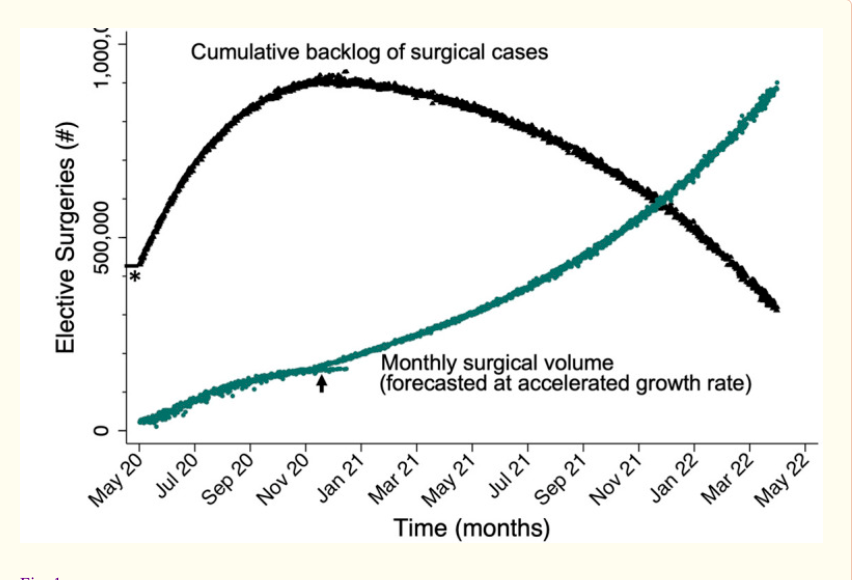 Cumulative backlog of surgical cases
Elective Surgeries (#)
500,000
0
*
Monthly surgical volume
(forecasted at accelerated growth rate)
May 20
Jul 20
Sep 20
Nov 20
Jan 21
Mar 21
May 21
Jul 21
Sep 21
Nov 21
Jan 22
Mar 22
May 22
Time (months)